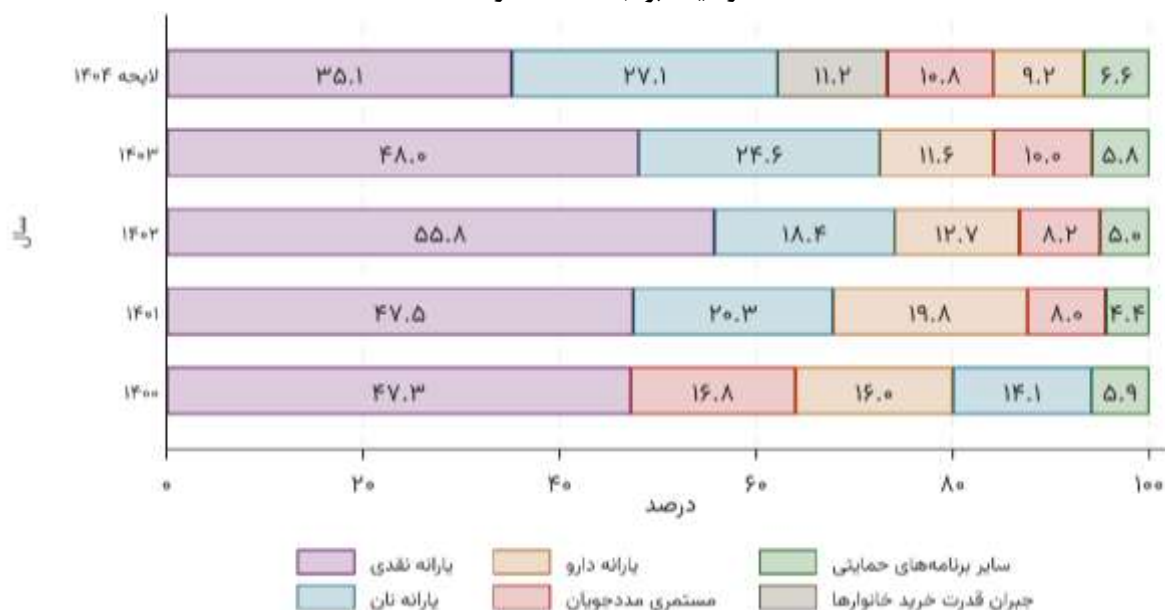 لایحه ۱۴۰۴ ۳۵.۱ ۲۷.۱ ۱۱.۲ ۱۰.۸ ۹.۲ ۶.۶
۱۴۰۳ ۴۸.۰ ۲۴.۶ ۱۱.۶ ۱۰.۰ ۵.۸
سال
۱۴۰۲ ۵۵.۸ ۱۸.۴ ۱۲.۷ ۸.۲ ۵.۰
۱۴۰۱ ۴۷.۵ ۲۰.۳ ۱۹.۸ ۸.۰ ۴.۴
۱۴۰۰ ۴۷.۳ ۱۶.۸ ۱۶.۰ ۱۴.۱ ۵.۹
۰ ۲۰ ۴۰ ۶۰ ۸۰ ۱۰۰
درصد
سایر برنامه‌های حمایتی یارانه دارو یارانه نقدی
جبران قدرت خرید خانوارها مستمری مددجویان یارانه نان